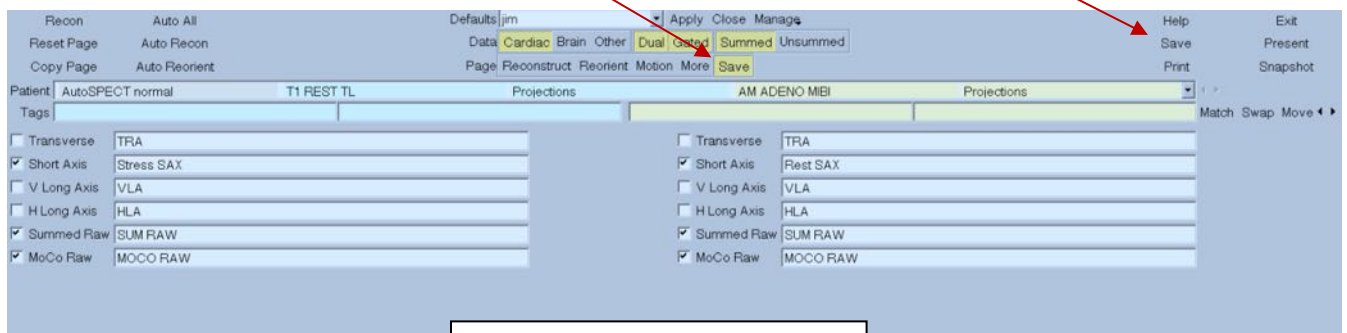 Recon Auto All Defaults jim Apply Close Manage Help Exit
Reset Page Auto Recon Data Cardiac Brain Other Dual Gated Summed Unsummed Save Present
Copy Page Auto Reorient Page Reconstruct Reorient Motion More Save Print Snapshot
Patient AutoSPECT normal T1 REST TL Projections AM ADENO MIBI Projections
Tags Match Swap Move
Transverse TRA Transverse TRA
Short Axis Stress SAX Short Axis Rest SAX
V Long Axis VLA V Long Axis VLA
H Long Axis HLA H Long Axis HLA
Summed Raw SUM RAW Summed Raw SUM RAW
MoCo Raw MOCO RAW MoCo Raw MOCO RAW